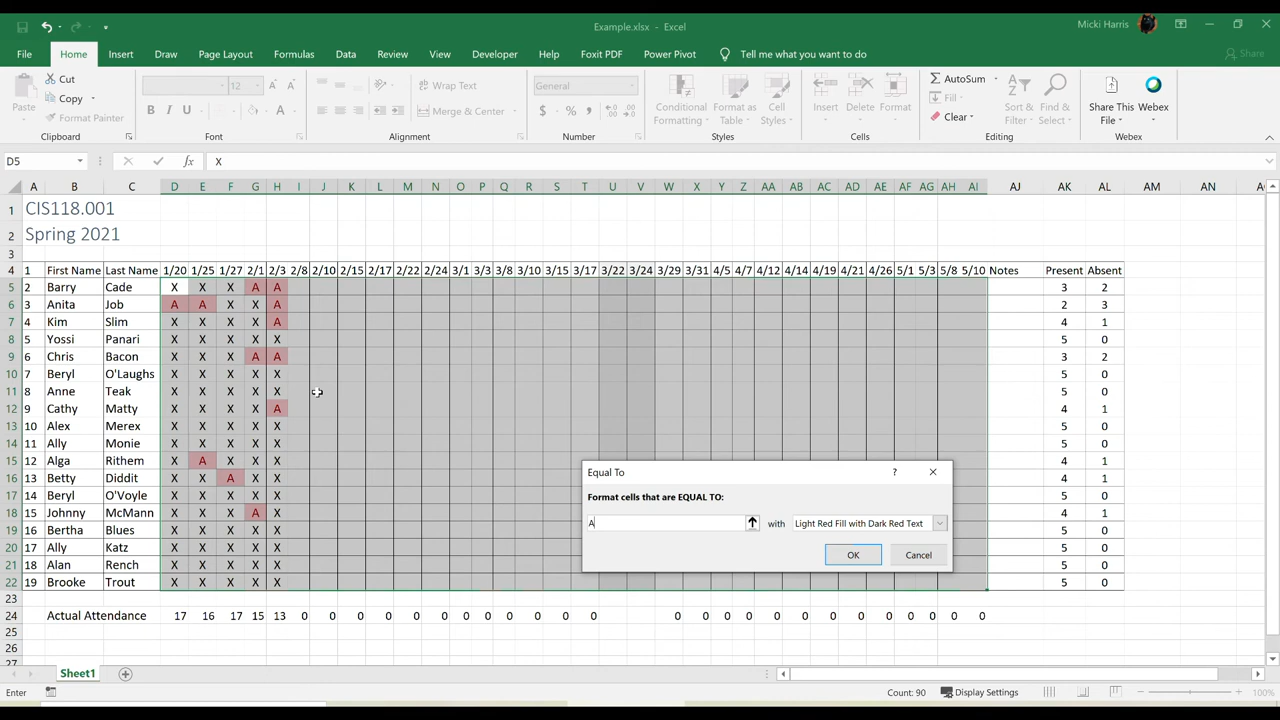 Example.xlsx - Excel
Micki Harris
File Home Insert Draw Page Layout Formulas Data Review View Developer Help Foxit PDF Power Pivot Tell me what you want to do Share
Cut
Copy
Format Painter
Paste
Clipboard
12
Font
Wrap Text
Merge & Center
Alignment
General
Number
Conditional Formatting
Format as Table
Cell Styles
Styles
Insert Delete Format
Cells
AutoSum
Fill
Clear
Sort & Filter
Find & Select
Editing
Share This File
Webex
Webex
D5 fx X
A B C D E F G H I J K L M N O P Q R S T U V W X Y Z AA AB AC AD AE AF AG AH AI AJ AK AL AM AN
1 CIS118.001
2 Spring 2021
3
4 1 First Name Last Name 1/20 1/25 1/27 2/1 2/3 2/8 2/10 2/15 2/17 2/22 2/24 3/1 3/3 3/8 3/10 3/15 3/17 3/22 3/24 3/29 3/31 4/5 4/7 4/12 4/14 4/19 4/21 4/26 5/1 5/3 5/8 5/10 Notes Present Absent
5 2 Barry Cade X X X A A 3 2
6 3 Anita Job A A X X A 2 3
7 4 Kim Slim X X X X A 4 1
8 5 Yossi Panari X X X X X 5 0
9 6 Chris Bacon X X X A A 3 2
10 7 Beryl O'Laughs X X X X X 5 0
11 8 Anne Teak X X X X X 5 0
12 9 Cathy Matty X X X X A 4 1
13 10 Alex Merex X X X X X 5 0
14 11 Ally Monie X X X X X 5 0
15 12 Alga Rithem X A X X X 4 1
16 13 Betty Diddit X X A X X 4 1
17 14 Beryl O'Voyle X X X X X 5 0
18 15 Johnny McMann X X X A X 4 1
19 16 Bertha Blues X X X X X 5 0
20 17 Ally Katz X X X X X 5 0
21 18 Alan Rench X X X X X 5 0
22 19 Brooke Trout X X X X X 5 0
23
24 Actual Attendance 17 16 17 15 13 0 0 0 0 0 0 0 0 0 0 0 0 0 0 0 0 0 0 0 0 0 0 0 0 0
25
26
27
Equal To ?
Format cells that are EQUAL TO:
A with Light Red Fill with Dark Red Text
OK Cancel
Sheet1
Enter Count: 90 Display Settings 100%